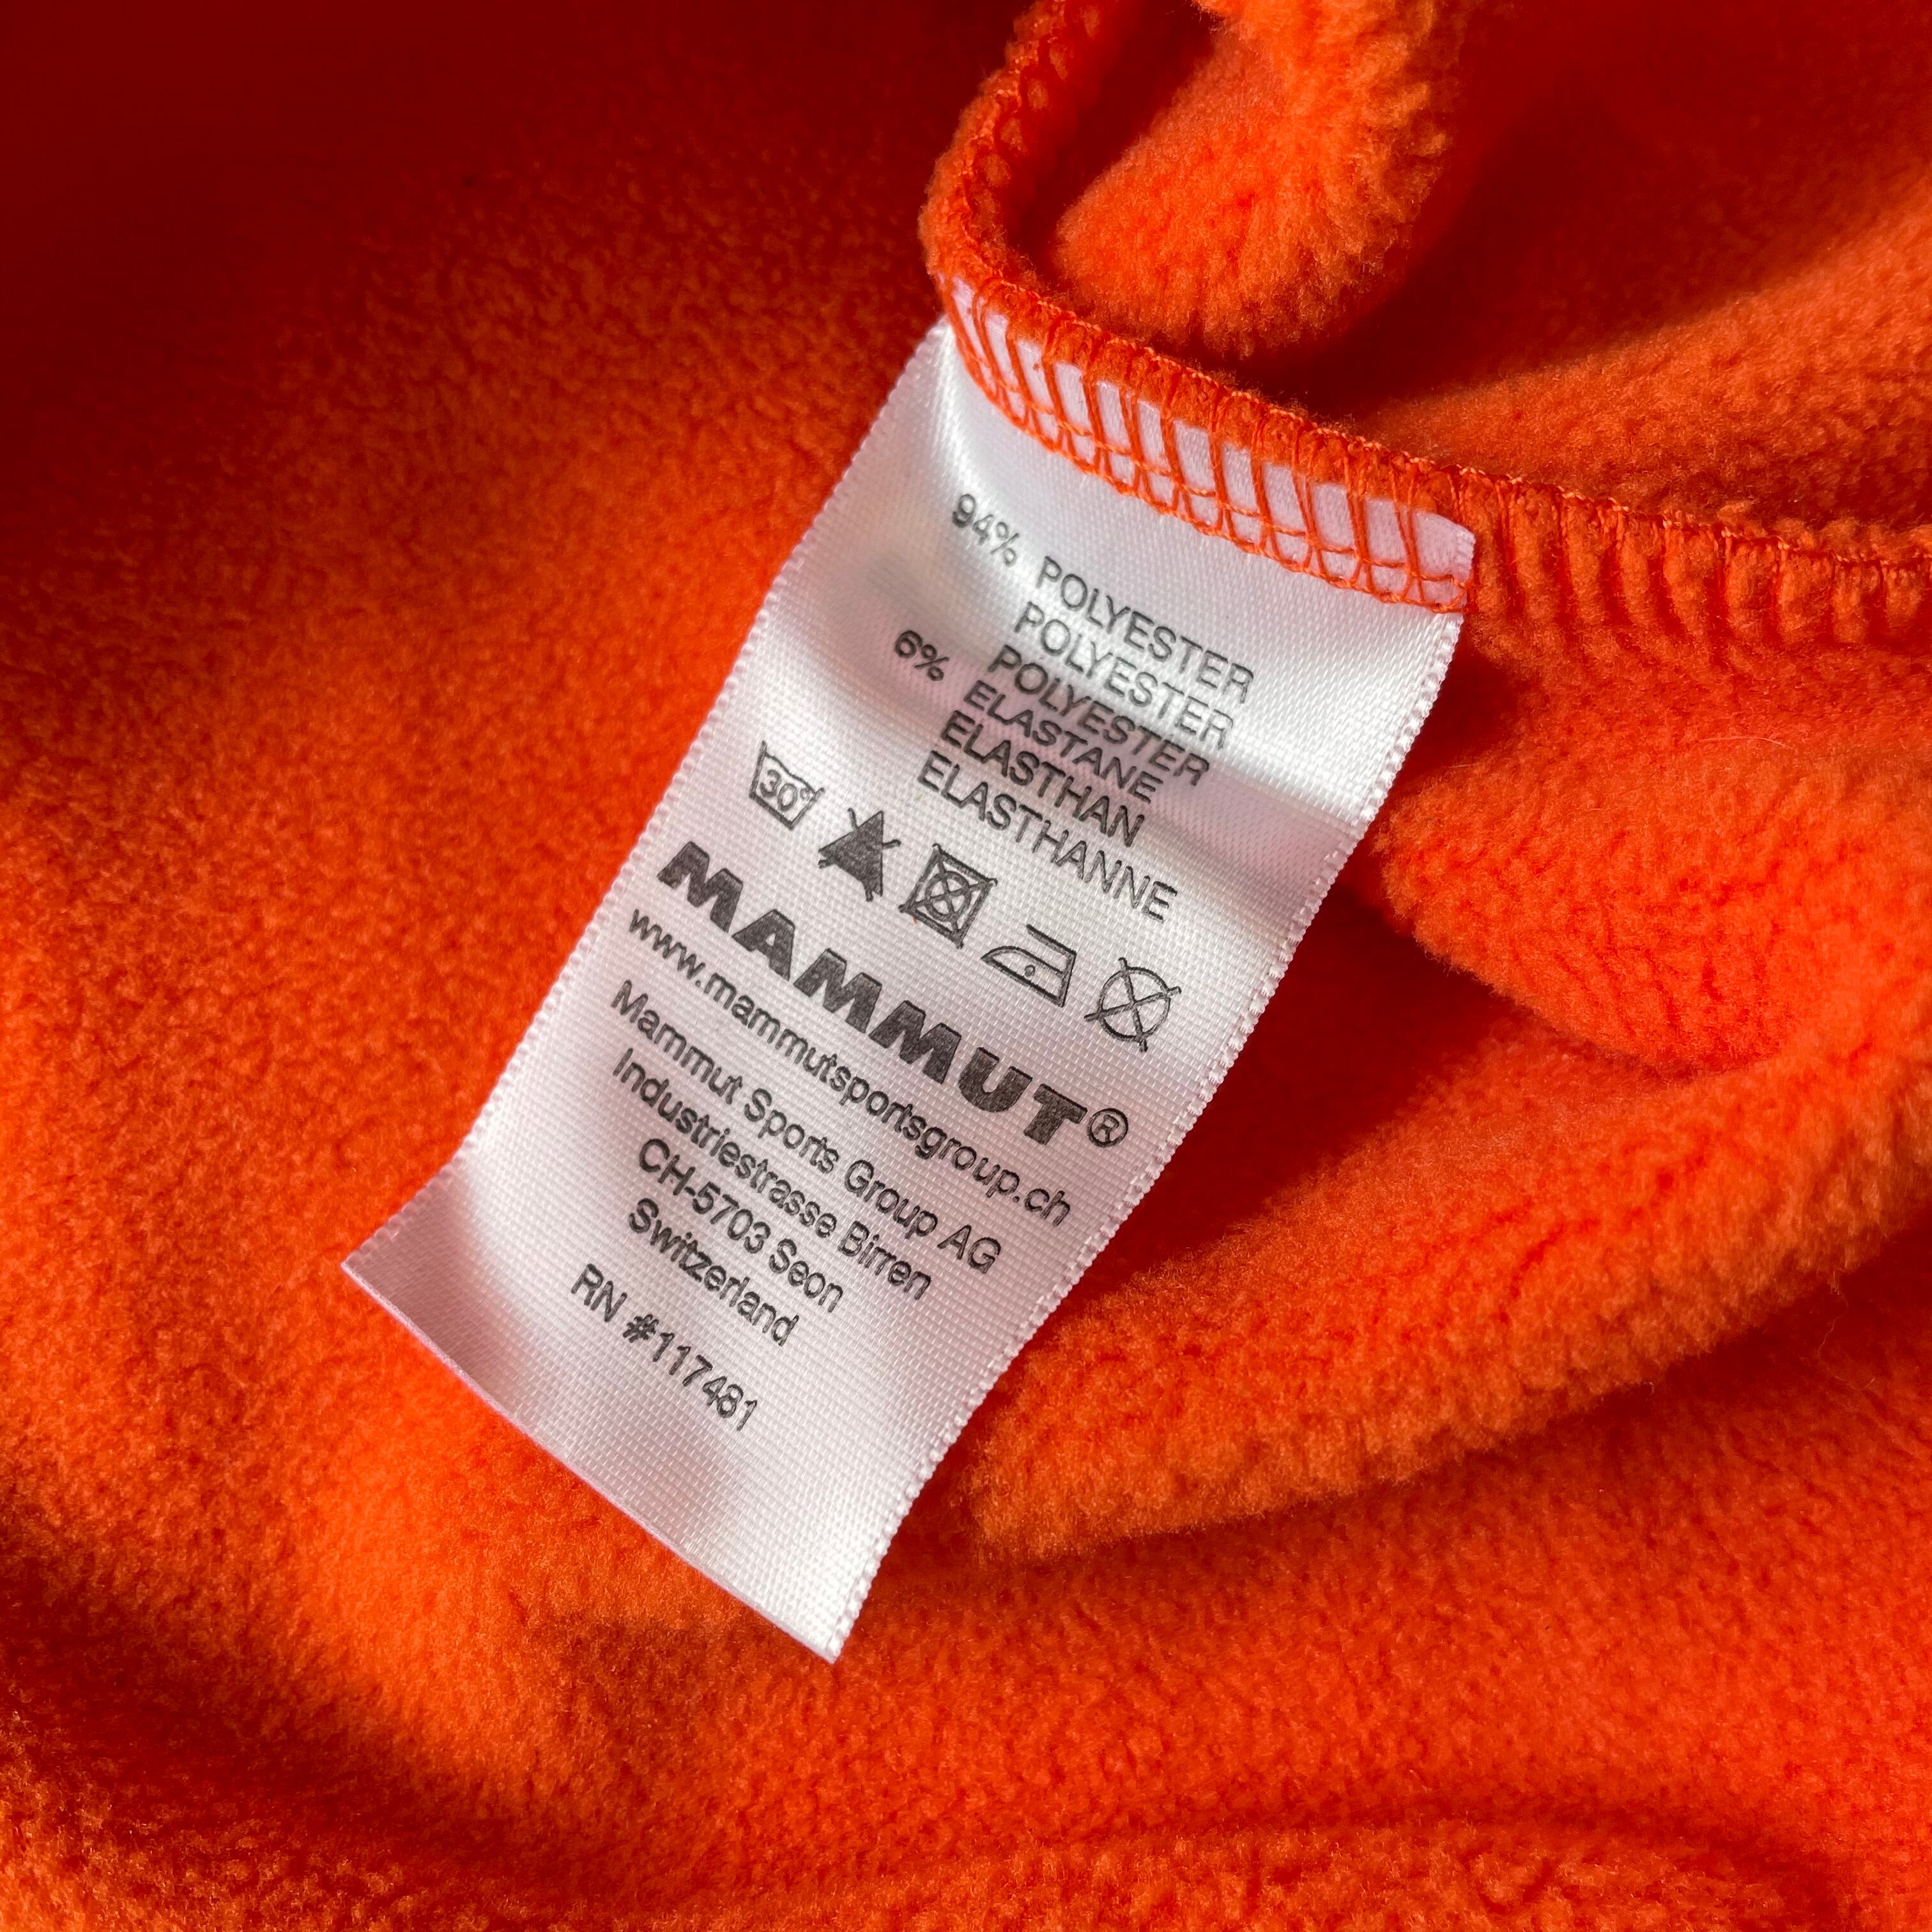 94% POLYESTER
POLYESTER
POLYESTER
6% ELASTANE
ELASTHAN
ELASTHANNE
30°
MAMMUT®
www.mammutsportsgroup.ch
Mammut Sports Group AG
Industriestrasse Birren
CH-5703 Seon
Switzerland
RN #117481